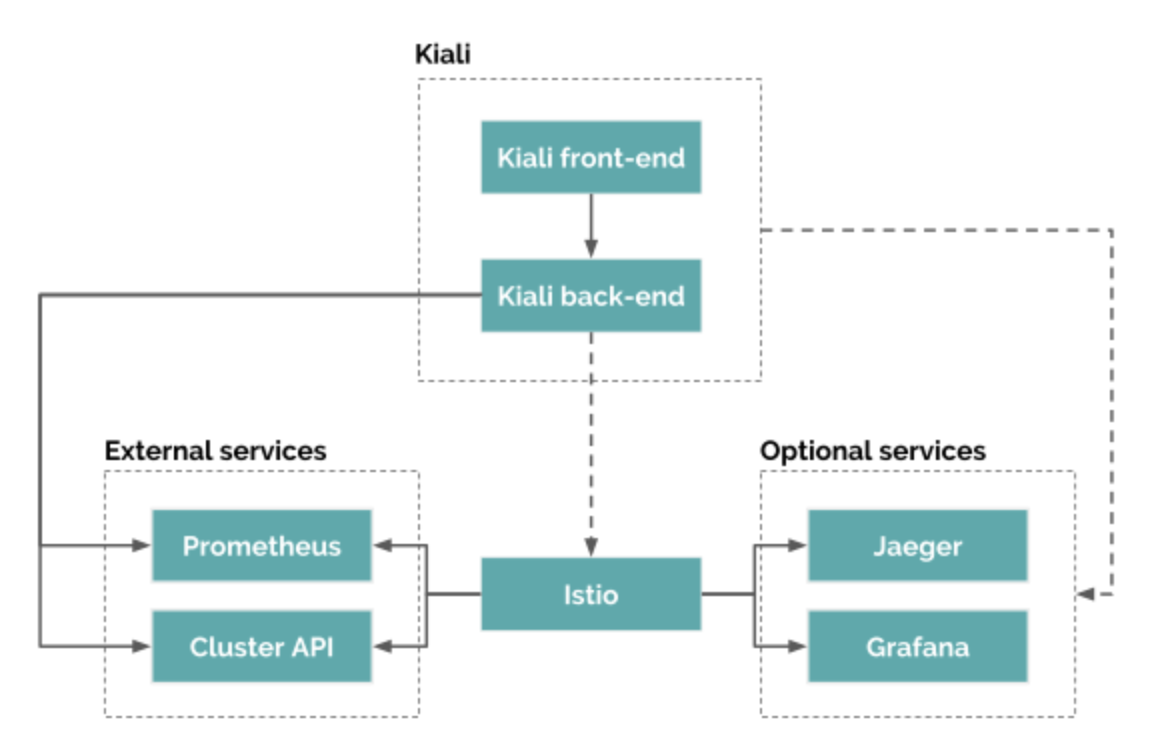 Kiali
Kiali front-end
Kiali back-end
External services
Optional services
Prometheus
Jaeger
Istio
Cluster API
Grafana